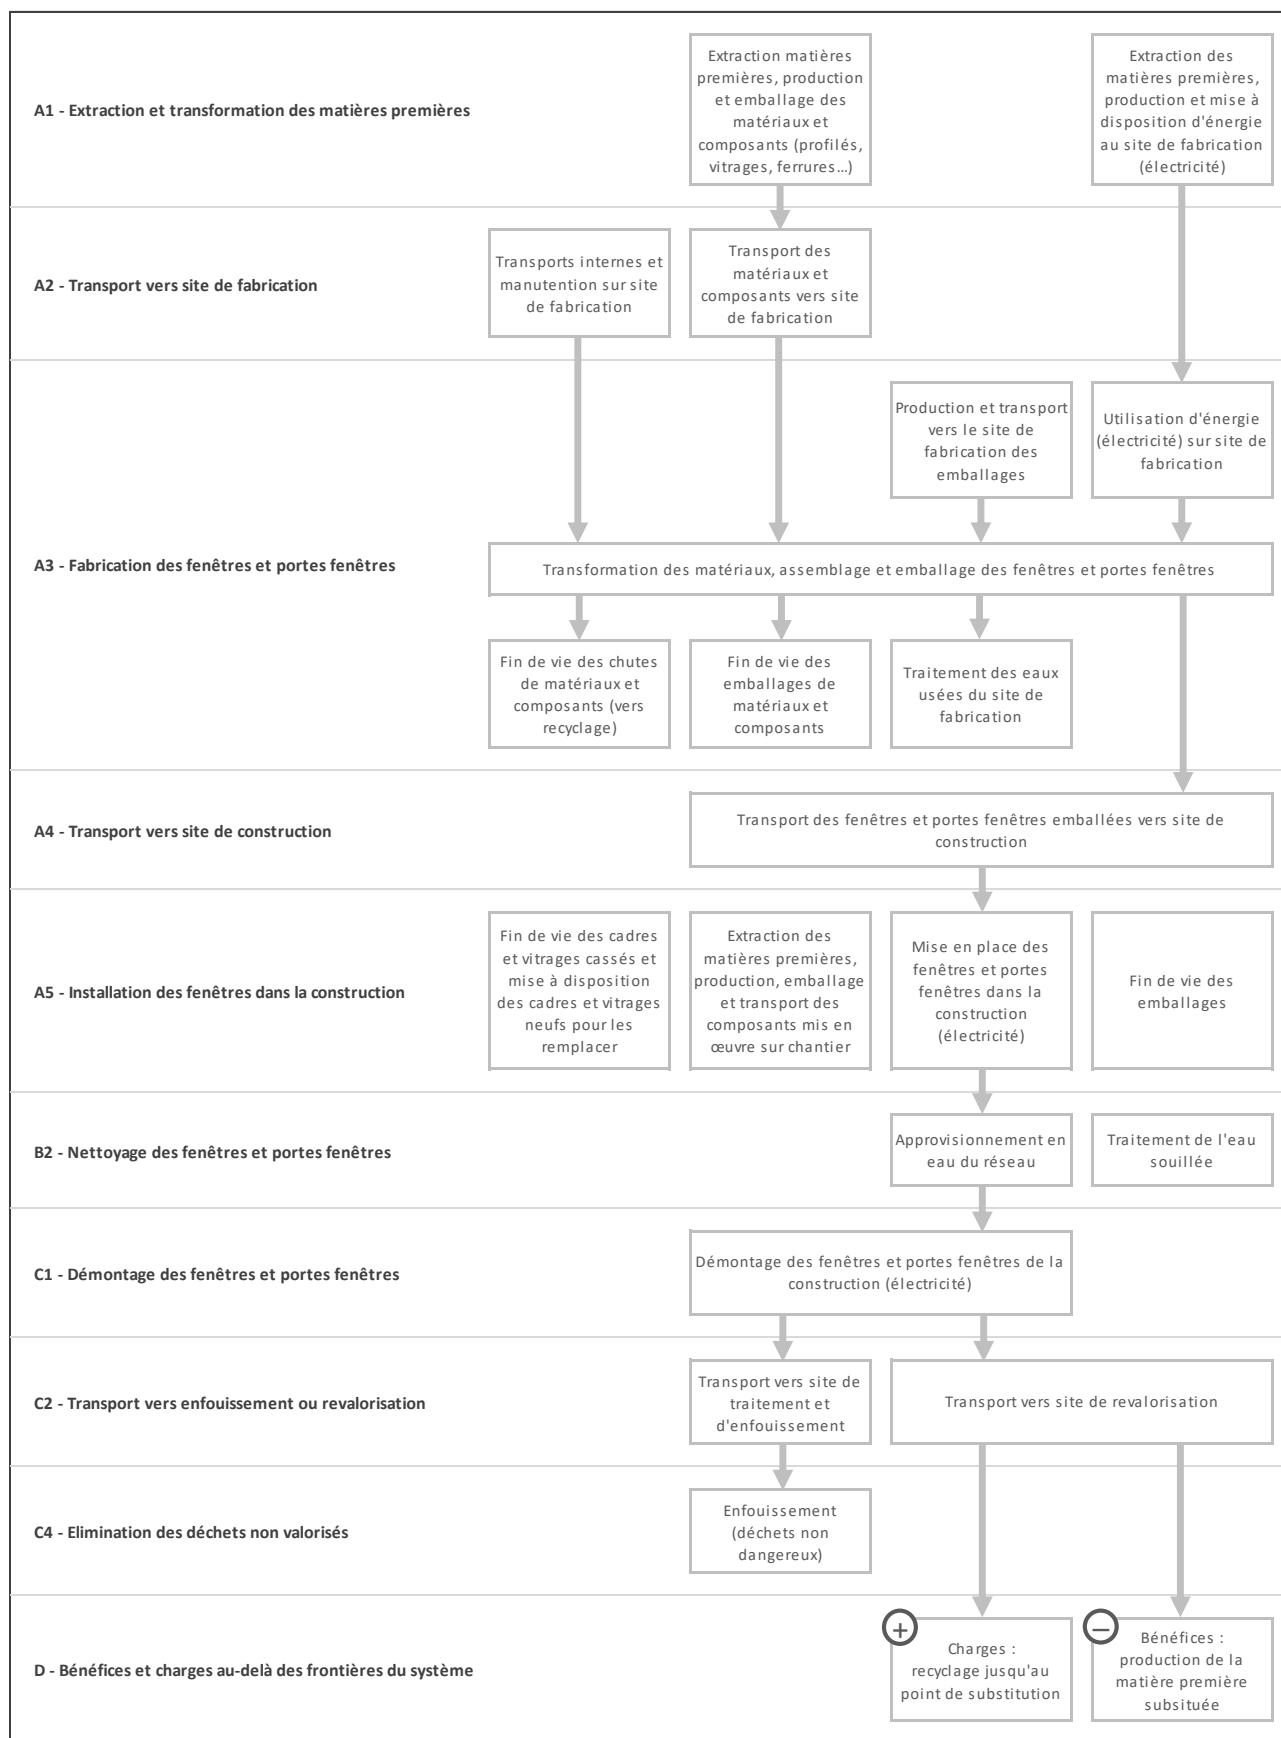 Extraction matières
premières, production
et emballage des
matériaux et
composants (profilés,
vitrages, ferrures…)
Extraction des
matières premières,
production et mise à
disposition d'énergie
au site de fabrication
(électricité)
A1 - Extraction et transformation des matières premières
Transports internes et
manutention sur site
de fabrication
Transport des
matériaux et
composants vers site
de fabrication
A2 - Transport vers site de fabrication
Production et transport
vers le site de
fabrication des
emballages
Utilisation d'énergie
(électricité) sur site de
fabrication
A3 - Fabrication des fenêtres et portes fenêtres
Transformation des matériaux, assemblage et emballage des fenêtres et portes fenêtres
Fin de vie des chutes
de matériaux et
composants (vers
recyclage)
Fin de vie des
emballages de
matériaux et
composants
Traitement des eaux
usées du site de
fabrication
A4 - Transport vers site de construction
Transport des fenêtres et portes fenêtres emballées vers site de
construction
A5 - Installation des fenêtres dans la construction
Fin de vie des cadres
et vitrages cassés et
mise à disposition
des cadres et vitrages
neufs pour les
remplacer
Extraction des
matières premières,
production, emballage
et transport des
composants mis en
œuvre sur chantier
Mise en place des
fenêtres et portes
fenêtres dans la
construction
(électricité)
Fin de vie des
emballages
B2 - Nettoyage des fenêtres et portes fenêtres
Approvisionnement en
eau du réseau
Traitement de l'eau
souillée
C1 - Démontage des fenêtres et portes fenêtres
Démontage des fenêtres et portes fenêtres de la
construction (électricité)
C2 - Transport vers enfouissement ou revalorisation
Transport vers site de
traitement et
d'enfouissement
Transport vers site de revalorisation
C4 - Elimination des déchets non valorisés
Enfouissement
(déchets non
dangereux)
D - Bénéfices et charges au-delà des frontières du système
+
Charges :
recyclage jusqu'au
point de substitution
–
Bénéfices :
production de la
matière première
subsituée